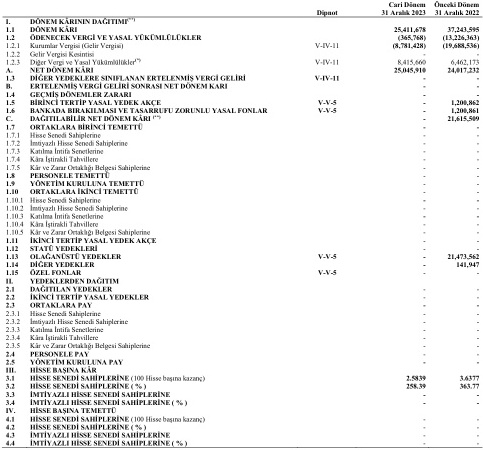 Cari Dönem Önceki Dönem
Dipnot 31 Aralık 2023 31 Aralık 2022
I. DÖNEM KÂRININ DAĞITIMI(**)
1.1 DÖNEM KÂRI 25,411,678 37,243,595
1.2 ÖDENECEK VERGİ VE YASAL YÜKÜMLÜLÜKLER (365,768) (13,226,363)
1.2.1 Kurumlar Vergisi (Gelir Vergisi) V-IV-11 (8,781,428) (19,688,536)
1.2.2 Gelir Vergisi Kesintisi - -
1.2.3 Diğer Vergi ve Yasal Yükümlülükler(*) V-IV-11 8,415,660 6,462,173
A. NET DÖNEM KÂRI 25,045,910 24,017,232
1.3 DİĞER YEDEKLERE SINIFLANAN ERTELENMİŞ VERGİ GELİRİ V-IV-11 - -
B. ERTELENMİŞ VERGİ GELİRİ SONRASI NET DÖNEM KARI - -
1.4 GEÇMİŞ DÖNEMLER ZARARI - -
1.5 BİRİNCİ TERTİP YASAL YEDEK AKÇE V-V-5 - 1,200,862
1.6 BANKADA BIRAKILMASI VE TASARRUFU ZORUNLU YASAL FONLAR V-V-5 - 1,200,861
C. DAĞITILABİLİR NET DÖNEM KÂRI (**) - 21,615,509
1.7 ORTAKLARA BİRİNCİ TEMETTÜ - -
1.7.1 Hisse Senedi Sahiplerine - -
1.7.2 İmtiyazlı Hisse Senedi Sahiplerine - -
1.7.3 Katılma İntifa Senetlerine - -
1.7.4 Kâra İştirakli Tahvillere - -
1.7.5 Kâr ve Zarar Ortaklığı Belgesi Sahiplerine - -
1.8 PERSONELE TEMETTÜ - -
1.9 YÖNETİM KURULUNA TEMETTÜ - -
1.10 ORTAKLARA İKİNCİ TEMETTÜ - -
1.10.1 Hisse Senedi Sahiplerine - -
1.10.2 İmtiyazlı Hisse Senedi Sahiplerine - -
1.10.3 Katılma İntifa Senetlerine - -
1.10.4 Kâra İştirakli Tahvillere - -
1.10.5 Kâr ve Zarar Ortaklığı Belgesi Sahiplerine - -
1.11 İKİNCİ TERTİP YASAL YEDEK AKÇE - -
1.12 STATÜ YEDEKLERİ - -
1.13 OLAĞANÜSTÜ YEDEKLER V-V-5 - 21,473,562
1.14 DİĞER YEDEKLER - 141,947
1.15 ÖZEL FONLAR V-V-5 - -
II. YEDEKLERDEN DAĞITIM
2.1 DAĞITILAN YEDEKLER - -
2.2 İKİNCİ TERTİP YASAL YEDEKLER - -
2.3 ORTAKLARA PAY - -
2.3.1 Hisse Senedi Sahiplerine - -
2.3.2 İmtiyazlı Hisse Senedi Sahiplerine - -
2.3.3 Katılma İntifa Senetlerine - -
2.3.4 Kâra İştirakli Tahvillere - -
2.3.5 Kâr ve Zarar Ortaklığı Belgesi Sahiplerine - -
2.4 PERSONELE PAY - -
2.5 YÖNETİM KURULUNA PAY - -
III. HİSSE BAŞINA KÂR
3.1 HİSSE SENEDİ SAHİPLERİNE (100 Hisse başına kazanç) 2.5839 3.6377
3.2 HİSSE SENEDİ SAHİPLERİNE ( % ) 258.39 363.77
3.3 İMTİYAZLI HİSSE SENEDİ SAHİPLERİNE - -
3.4 İMTİYAZLI HİSSE SENEDİ SAHİPLERİNE ( % ) - -
IV. HİSSE BAŞINA TEMETTÜ
4.1 HİSSE SENEDİ SAHİPLERİNE (100 Hisse başına kazanç) - -
4.2 HİSSE SENEDİ SAHİPLERİNE ( % ) - -
4.3 İMTİYAZLI HİSSE SENEDİ SAHİPLERİNE - -
4.4 İMTİYAZLI HİSSE SENEDİ SAHİPLERİNE ( % ) - -